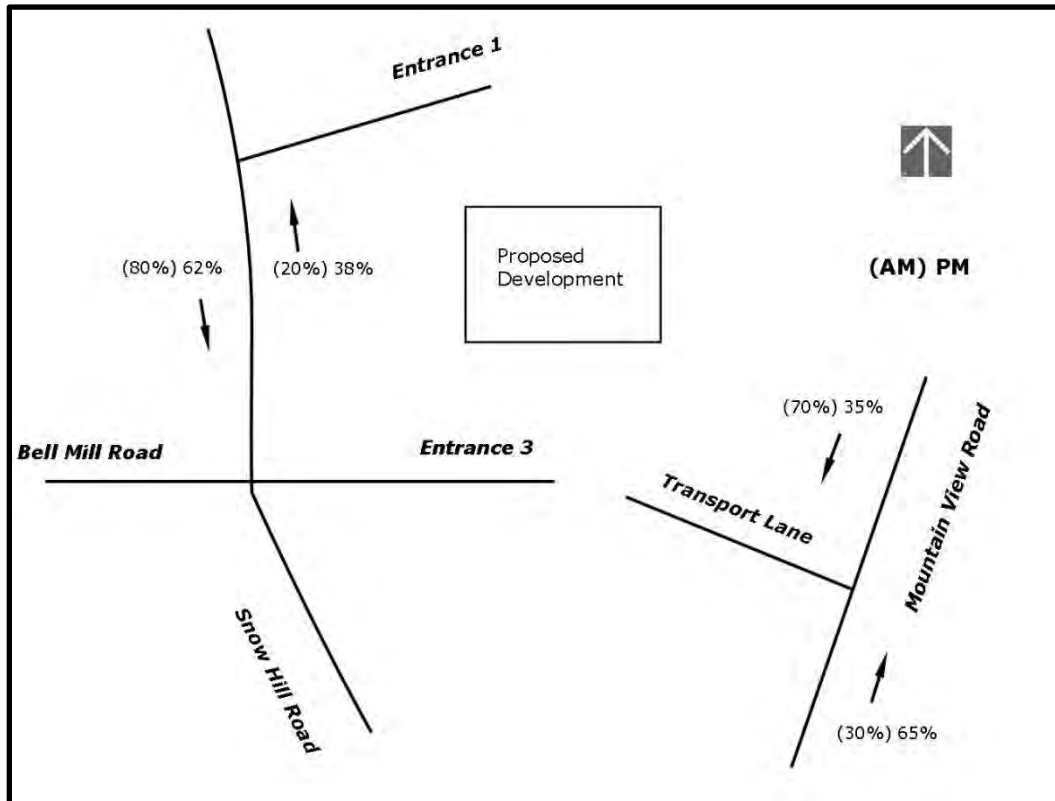 Entrance 1
(80%) 62%
(20%) 38%
Proposed
Development
(AM) PM
(70%) 35%
Bell Mill Road
Entrance 3
Transport Lane
Mountain View Road
Snow Hill Road
(30%) 65%